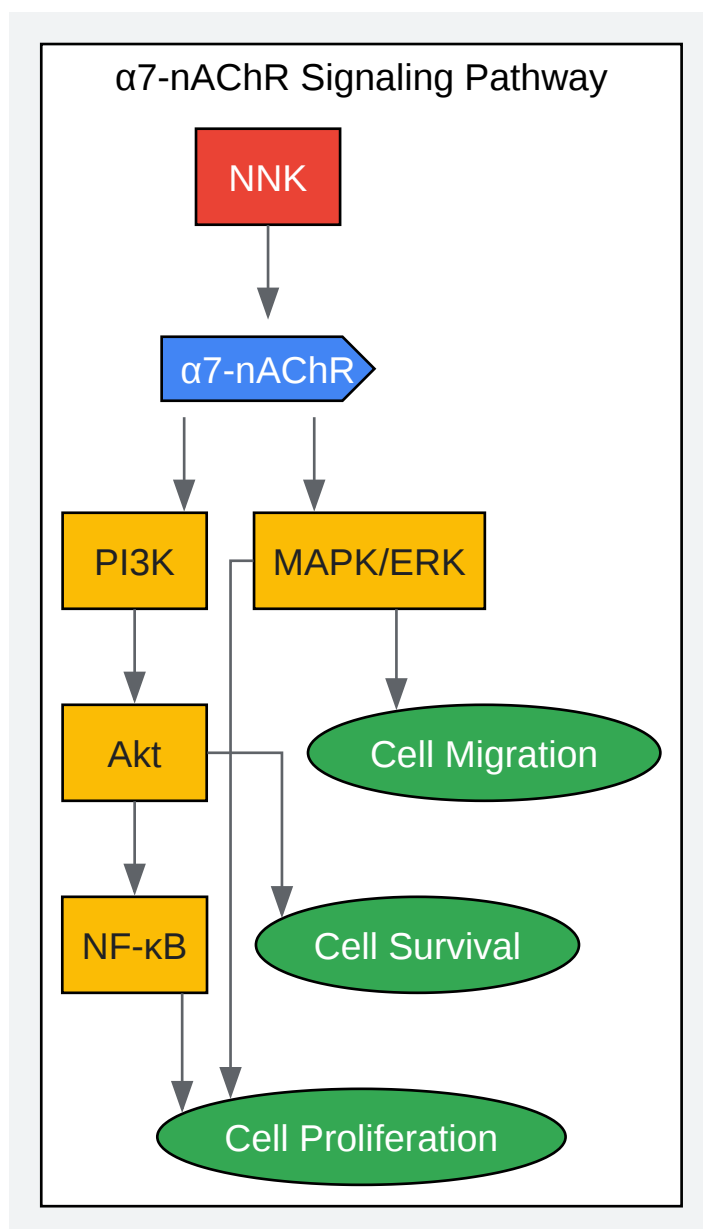 α7-nAChR Signaling Pathway
NNK
α7-nAChR
PI3K
MAPK/ERK
Akt
Cell Migration
NF-κB
Cell Survival
Cell Proliferation